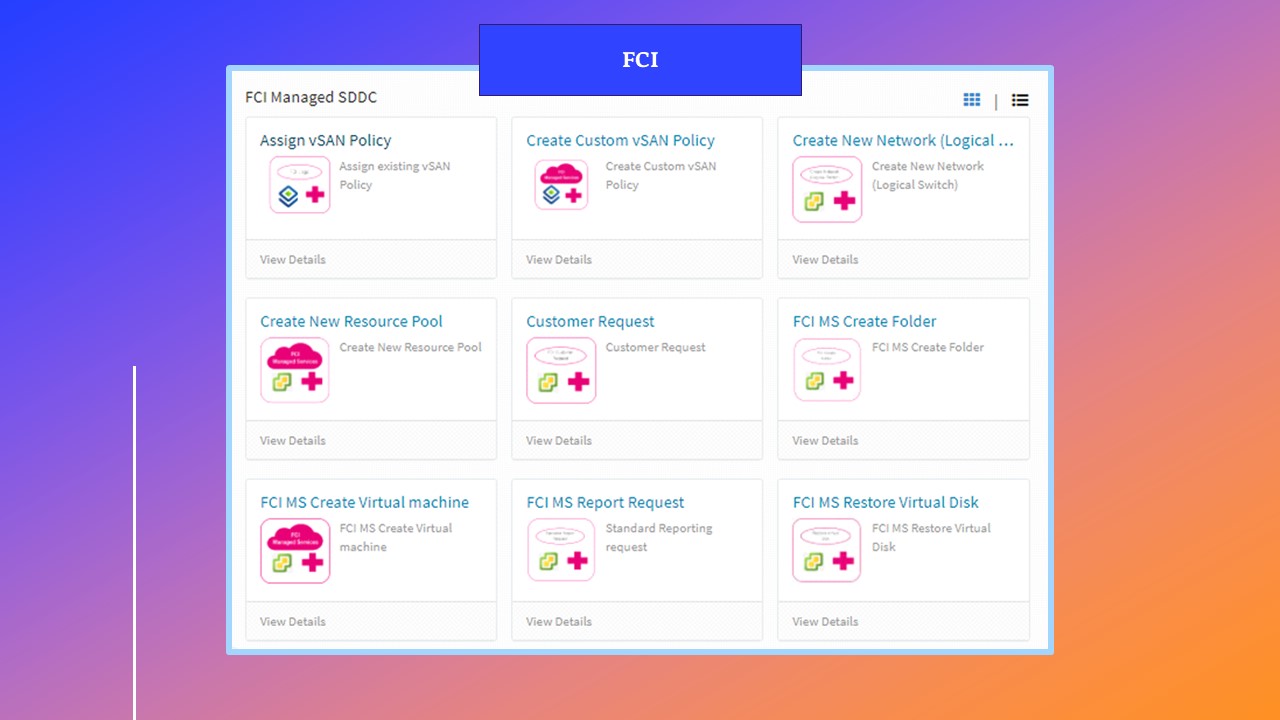 FCI
FCI Managed SDDC
|
Assign vSAN Policy
Assign existing vSAN
Policy
View Details
Create Custom vSAN Policy
FCI
Managed Services
Create Custom vSAN
Policy
View Details
Create New Network (Logical ...
Create New Network
(Logical Switch)
View Details
Create New Resource Pool
FCI
Managed Services
Create New Resource Pool
View Details
Customer Request
Customer Request
View Details
FCI MS Create Folder
FCI MS Create Folder
View Details
FCI MS Create Virtual machine
FCI
Managed Services
FCI MS Create Virtual
machine
View Details
FCI MS Report Request
Standard Reporting
request
View Details
FCI MS Restore Virtual Disk
FCI MS Restore Virtual
Disk
View Details